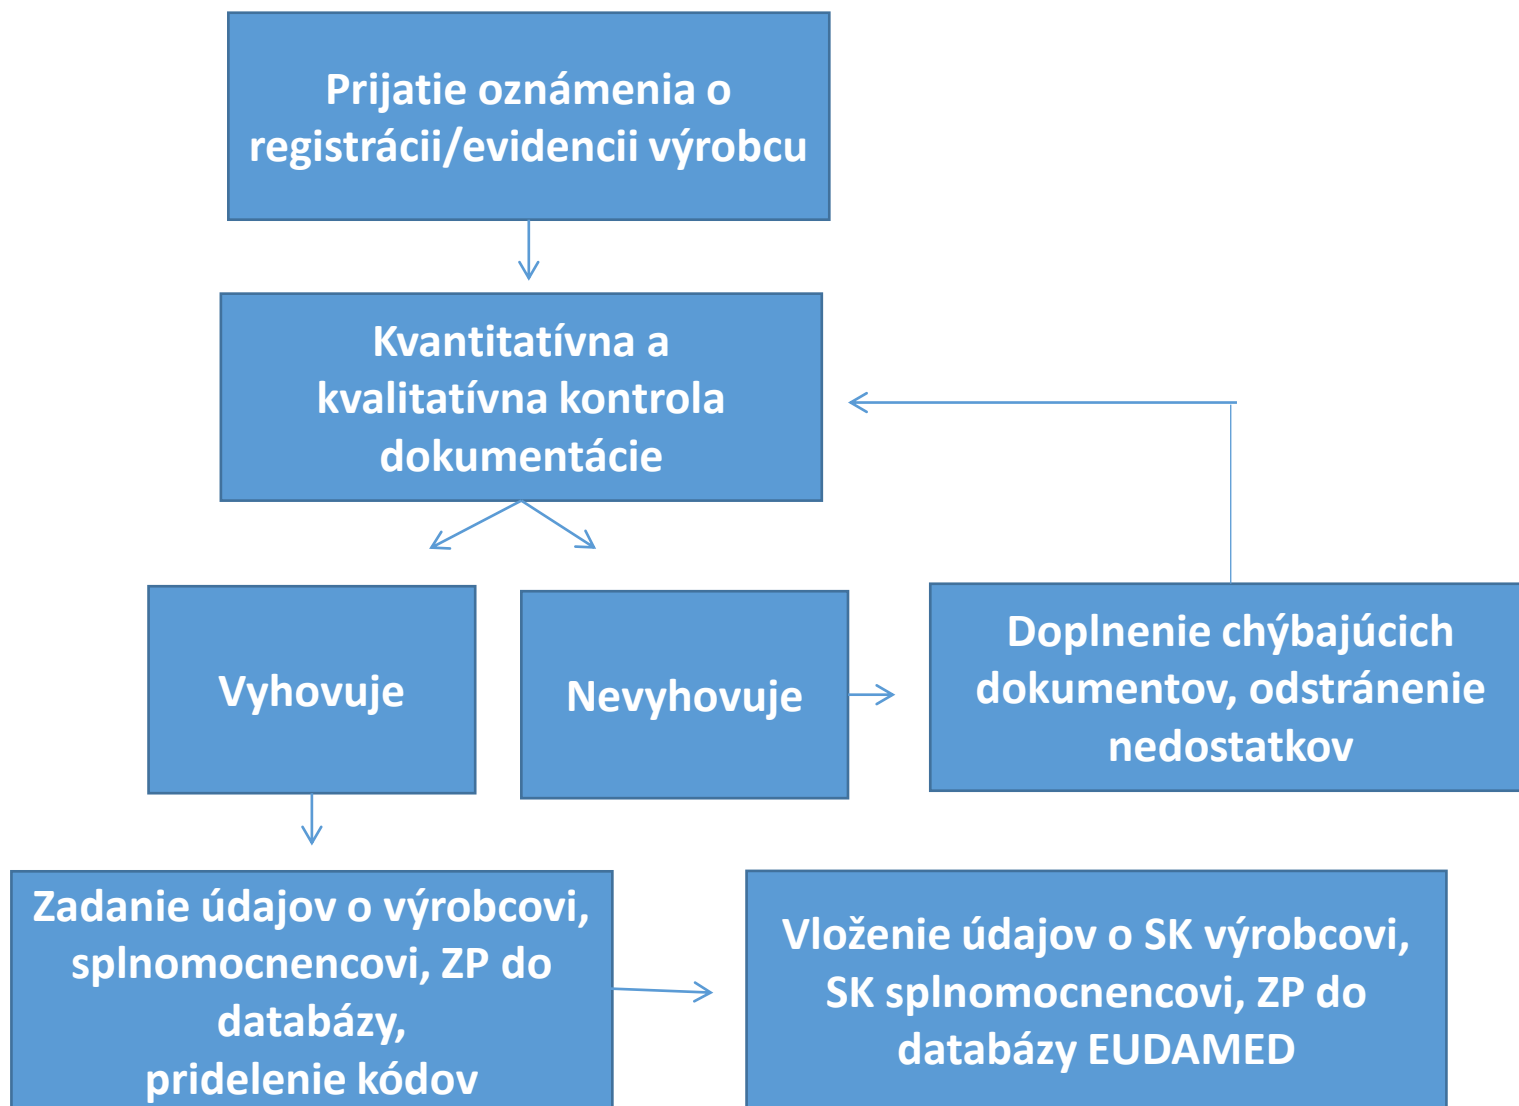 Prijatie oznámenia o
registrácii/evidencii výrobcu
Kvantitatívna a
kvalitatívna kontrola
dokumentácie
Vyhovuje
Nevyhovuje
Doplnenie chýbajúcich
dokumentov, odstránenie
nedostatkov
Zadanie údajov o výrobcovi,
splnomocnencovi, ZP do
databázy,
pridelenie kódov
Vloženie údajov o SK výrobcovi,
SK splnomocnencovi, ZP do
databázy EUDAMED